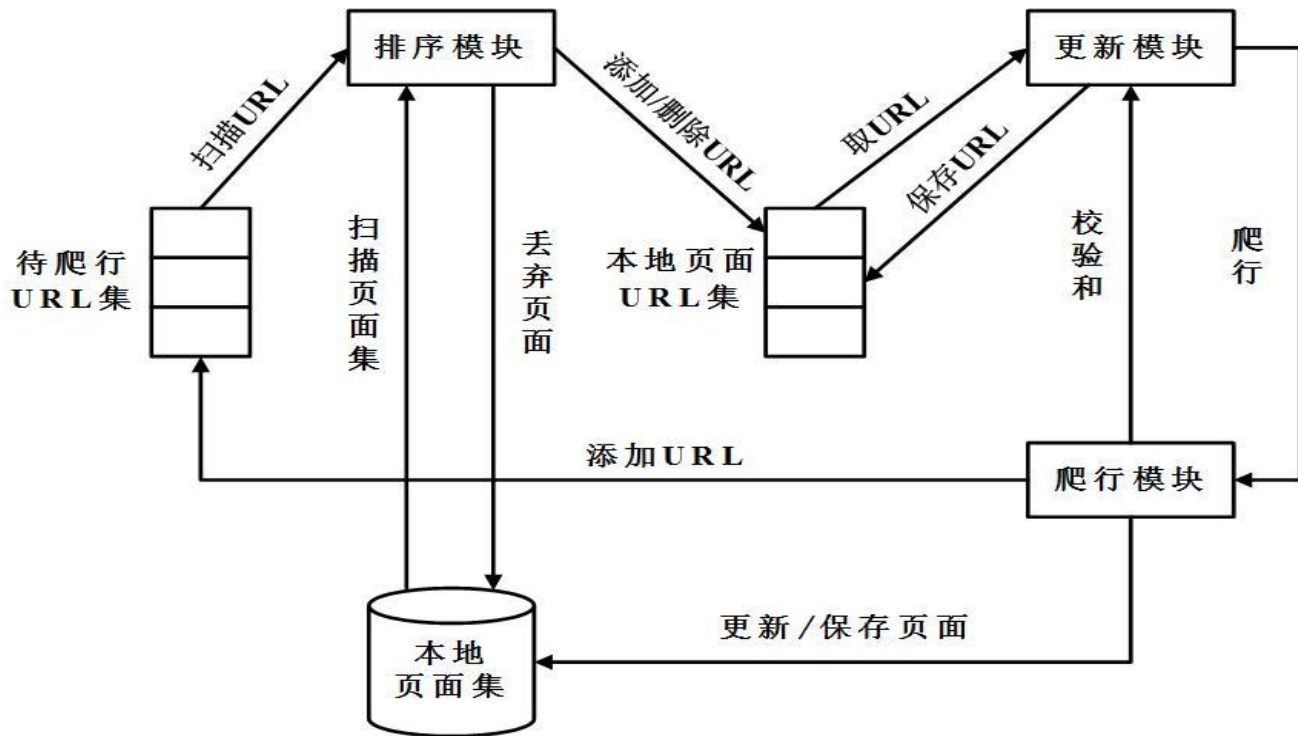 排序模块
更新模块
扫描URL
添加/删除URL
取URL
保存URL
待爬行
URL集
扫描页面集
丢弃页面
本地页面
URL集
校验和
爬行
添加URL
爬行模块
更新/保存页面
本地
页面集